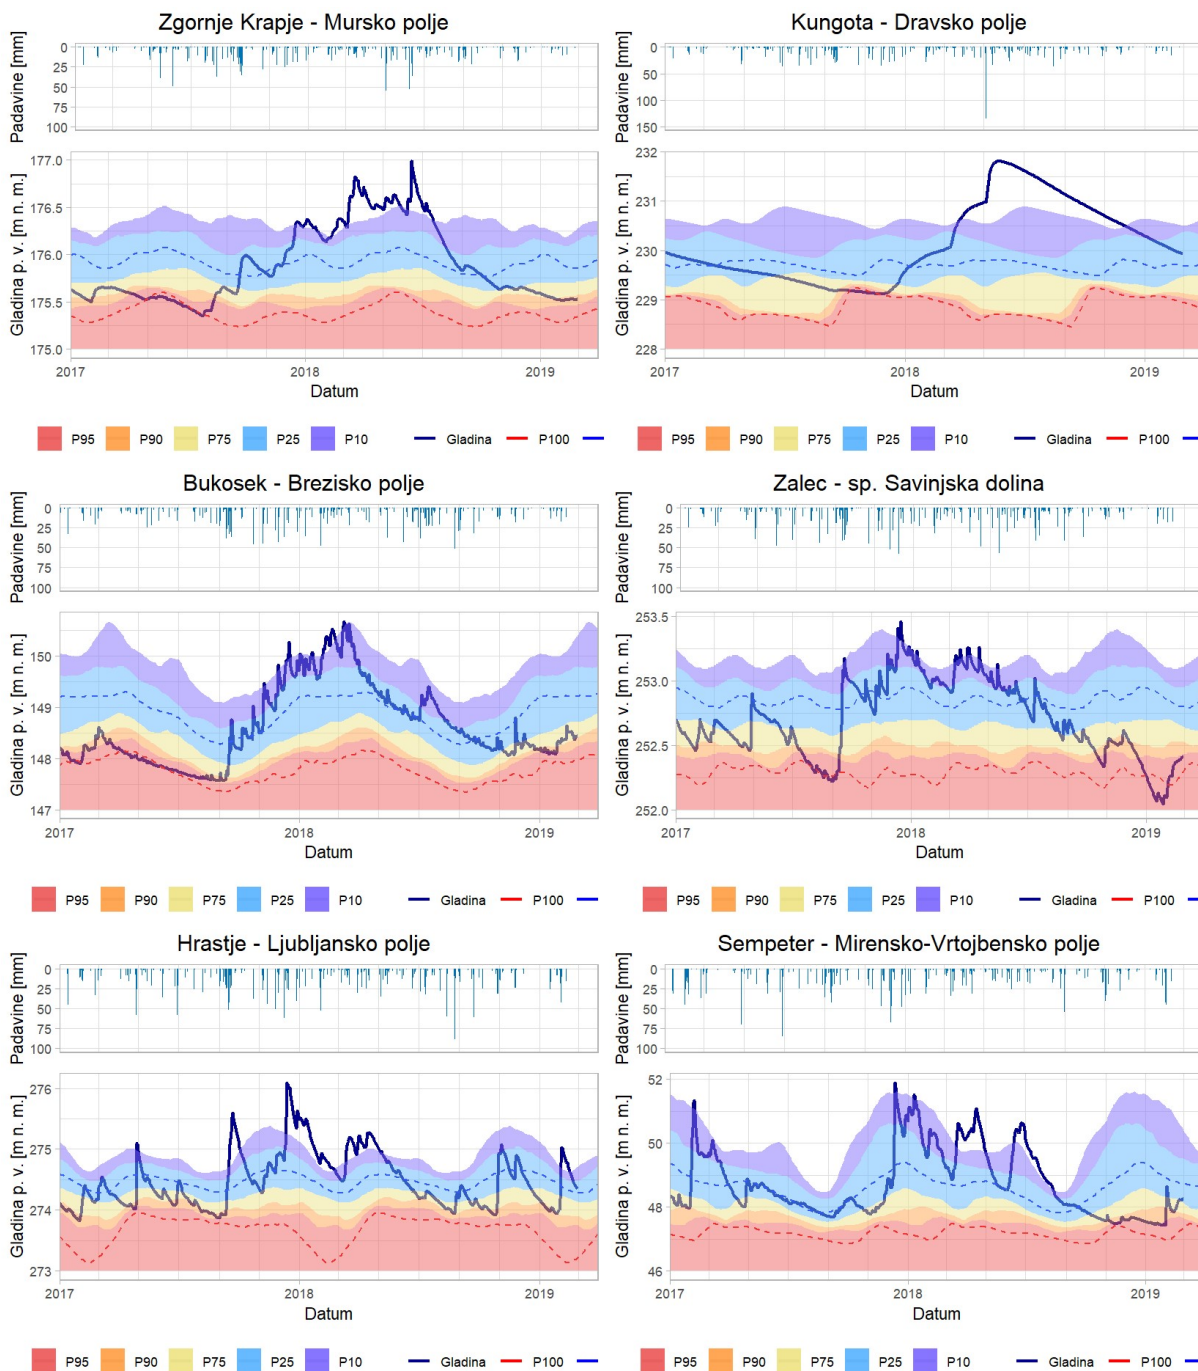 Zgornje Krapje - Mursko polje
Padavine [mm]
0
25
50
75
100
Gladina p. v. [m n. m.]
177.0
176.5
176.0
175.5
175.0
2017
2018
2019
Datum
P95
P90
P75
P25
P10
Gladina
P100
Kungota - Dravsko polje
Padavine [mm]
0
50
100
150
Gladina p. v. [m n. m.]
232
231
230
229
228
2017
2018
2019
Datum
P95
P90
P75
P25
P10
Gladina
P100
Bukosek - Brezisko polje
Padavine [mm]
0
25
50
75
100
Gladina p. v. [m n. m.]
150
149
148
147
2017
2018
2019
Datum
P95
P90
P75
P25
P10
Gladina
P100
Zalec - sp. Savinjska dolina
Padavine [mm]
0
25
50
75
100
Gladina p. v. [m n. m.]
253.5
253.0
252.5
252.0
2017
2018
2019
Datum
P95
P90
P75
P25
P10
Gladina
P100
Hrastje - Ljubljansko polje
Padavine [mm]
0
25
50
75
100
Gladina p. v. [m n. m.]
276
275
274
273
2017
2018
2019
Datum
P95
P90
P75
P25
P10
Gladina
P100
Sempeter - Mirensko-Vrtojbensko polje
Padavine [mm]
0
25
50
75
100
Gladina p. v. [m n. m.]
52
50
48
46
2017
2018
2019
Datum
P95
P90
P75
P25
P10
Gladina
P100